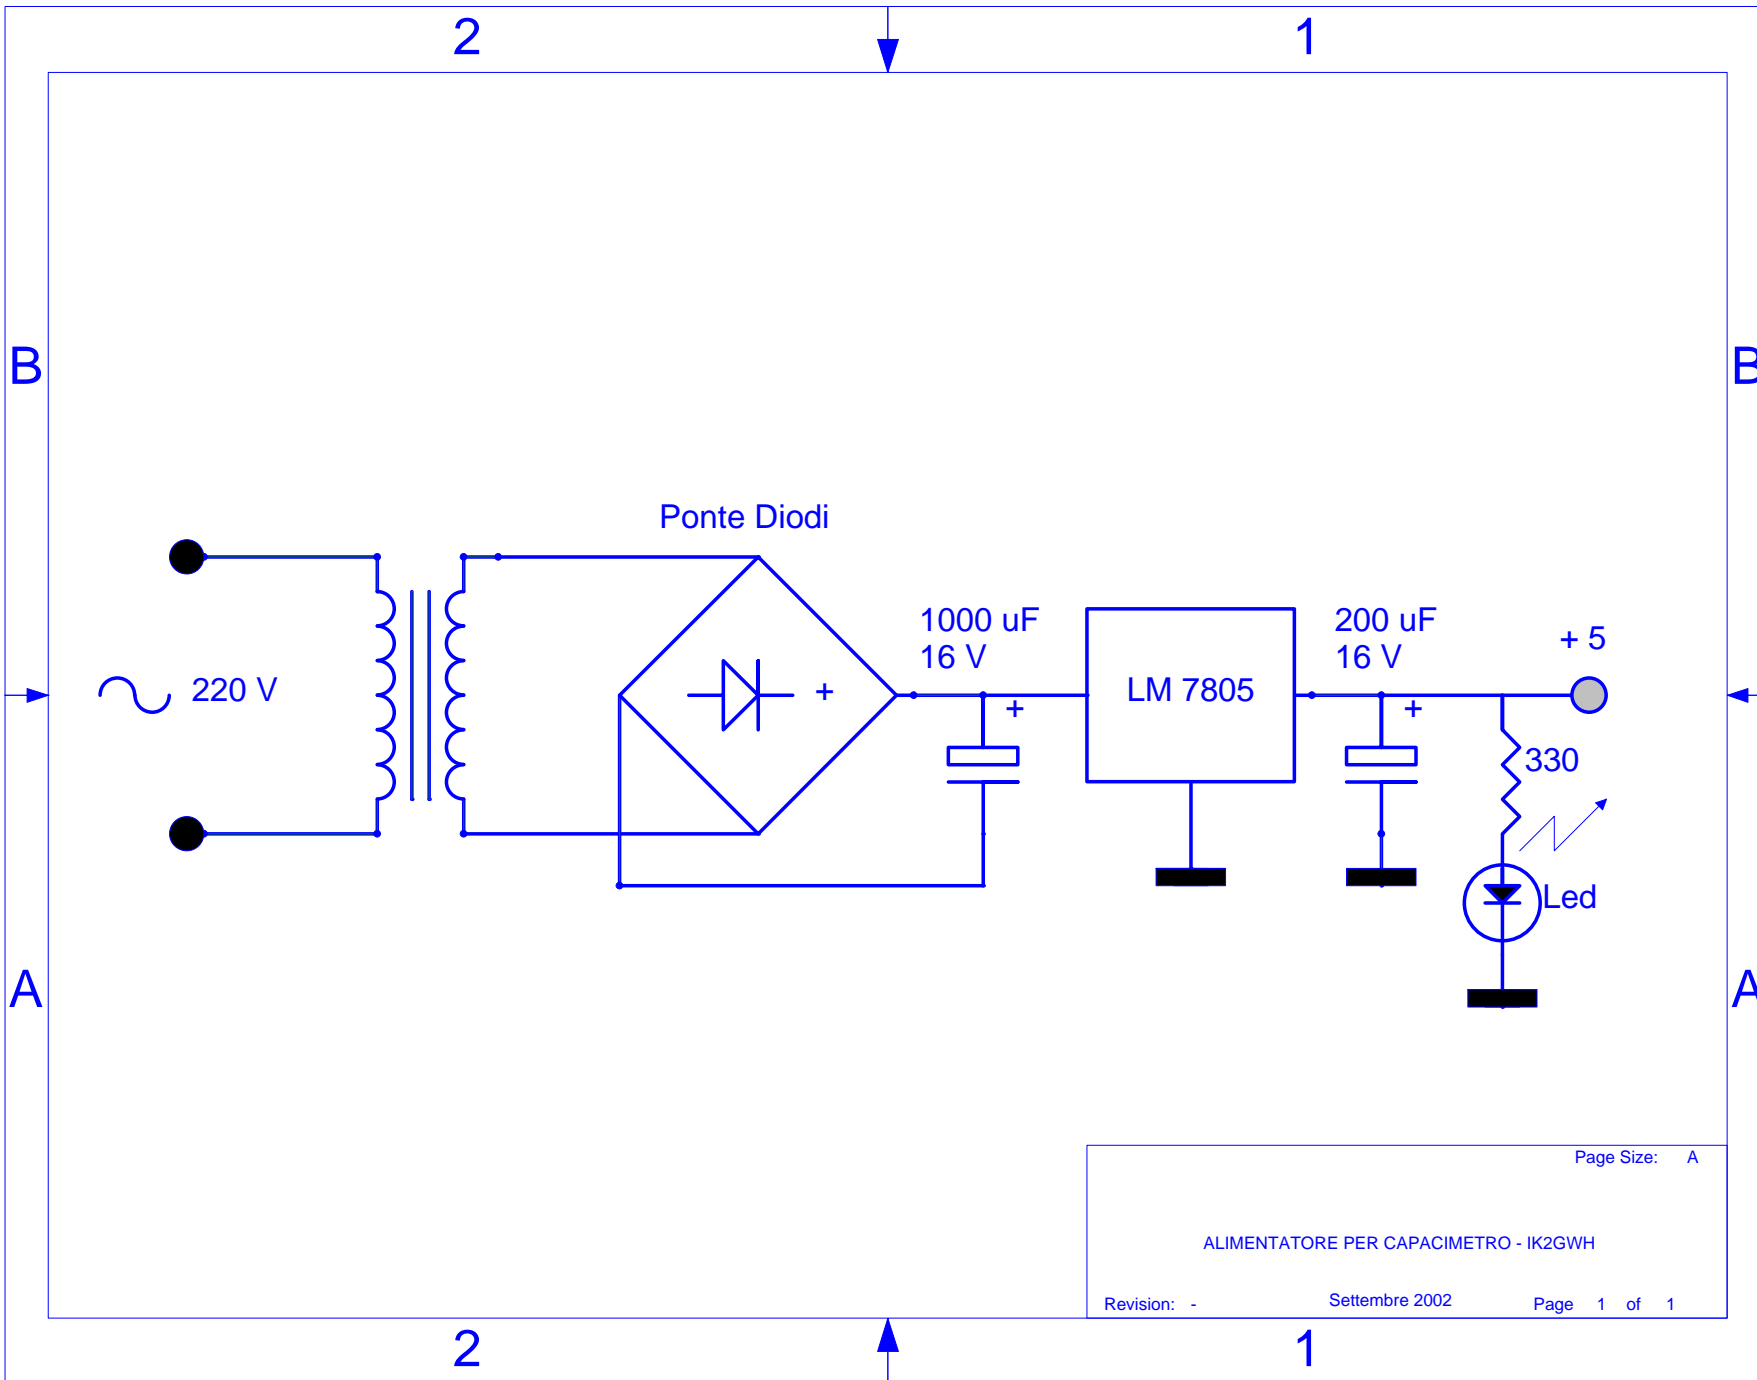 2 1
B B
Ponte Diodi
1000 uF
16 V
200 uF
16 V
+ 5
220 V
+
LM 7805
+
+
330
Led
A A
Page Size: A
ALIMENTATORE PER CAPACIMETRO - IK2GWH
Revision: - Settembre 2002 Page 1 of 1
2 1